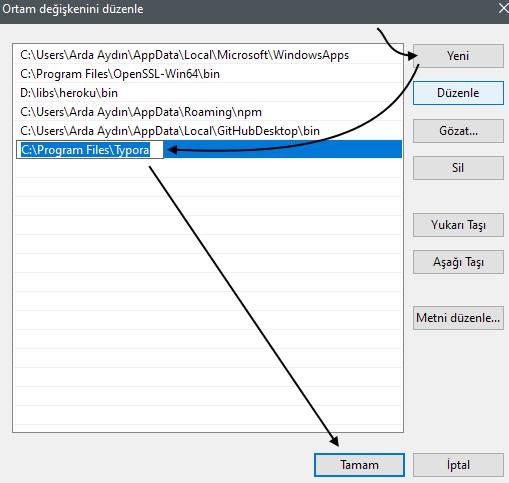 Ortam değişkenini düzenle
C:\Users\Arda Aydın\AppData\Local\Microsoft\WindowsApps
C:\Program Files\OpenSSL-Win64\bin
D:\libs\heroku\bin
C:\Users\Arda Aydın\AppData\Roaming\npm
C:\Users\Arda Aydın\AppData\Local\GitHubDesktop\bin
C:\Program Files\Typora
Yeni
Düzenle
Gözat...
Sil
Yukarı Taşı
Aşağı Taşı
Metni düzenle...
Tamam
İptal